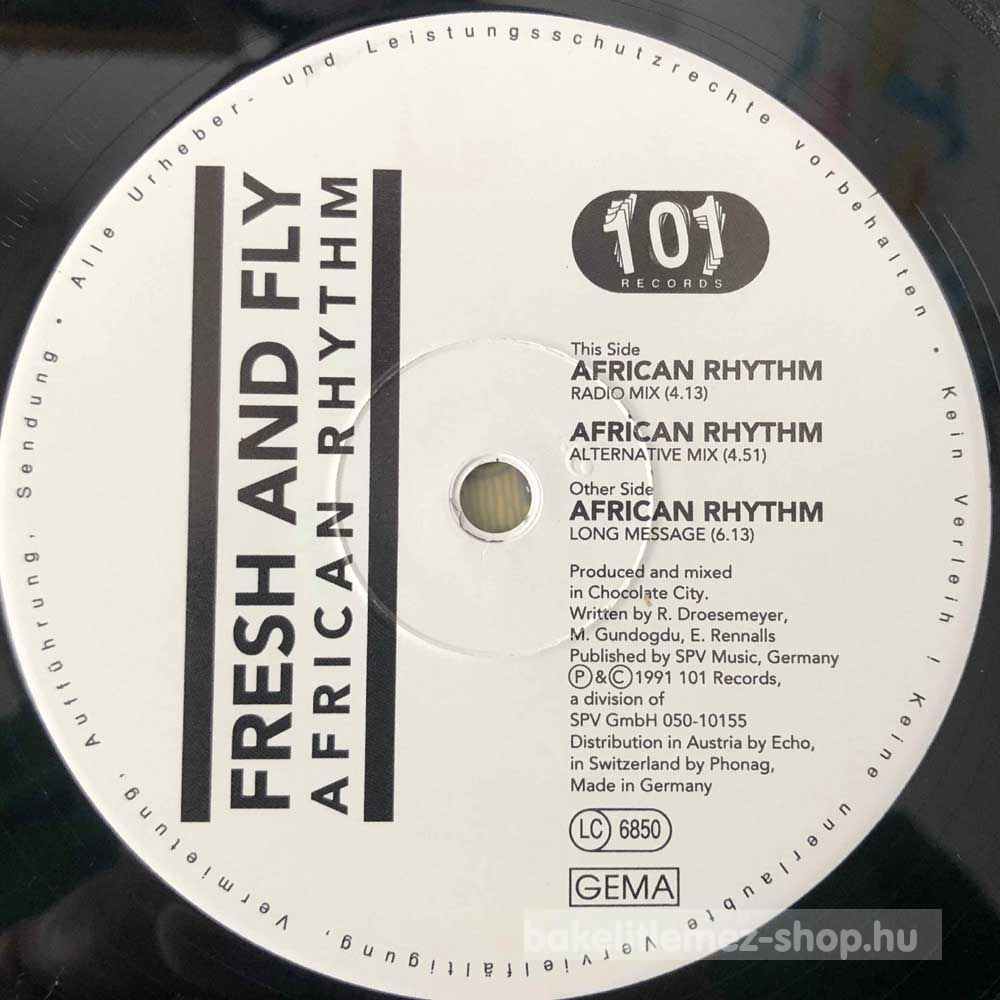 Alle Urheber- und Leistungsschutzrechte vorbehalten • Kein Verleih ! Keine unerlaubte Vervielfältigung, Vermietung, Aufführung, Sendung •
FRESH AND FLY
AFRICAN RHYTHM
101
RECORDS
This Side
AFRICAN RHYTHM
RADIO MIX (4.13)
AFRICAN RHYTHM
ALTERNATIVE MIX (4.51)
Other Side
AFRICAN RHYTHM
LONG MESSAGE (6.13)
Produced and mixed
in Chocolate City.
Written by R. Droesemeyer,
M. Gundogdu, E. Rennalls
Published by SPV Music, Germany
Ⓟ&Ⓒ1991 101 Records,
a division of
SPV GmbH 050-10155
Distribution in Austria by Echo,
in Switzerland by Phonag,
Made in Germany
LC 6850
GEMA
bakelitlemez-shop.hu